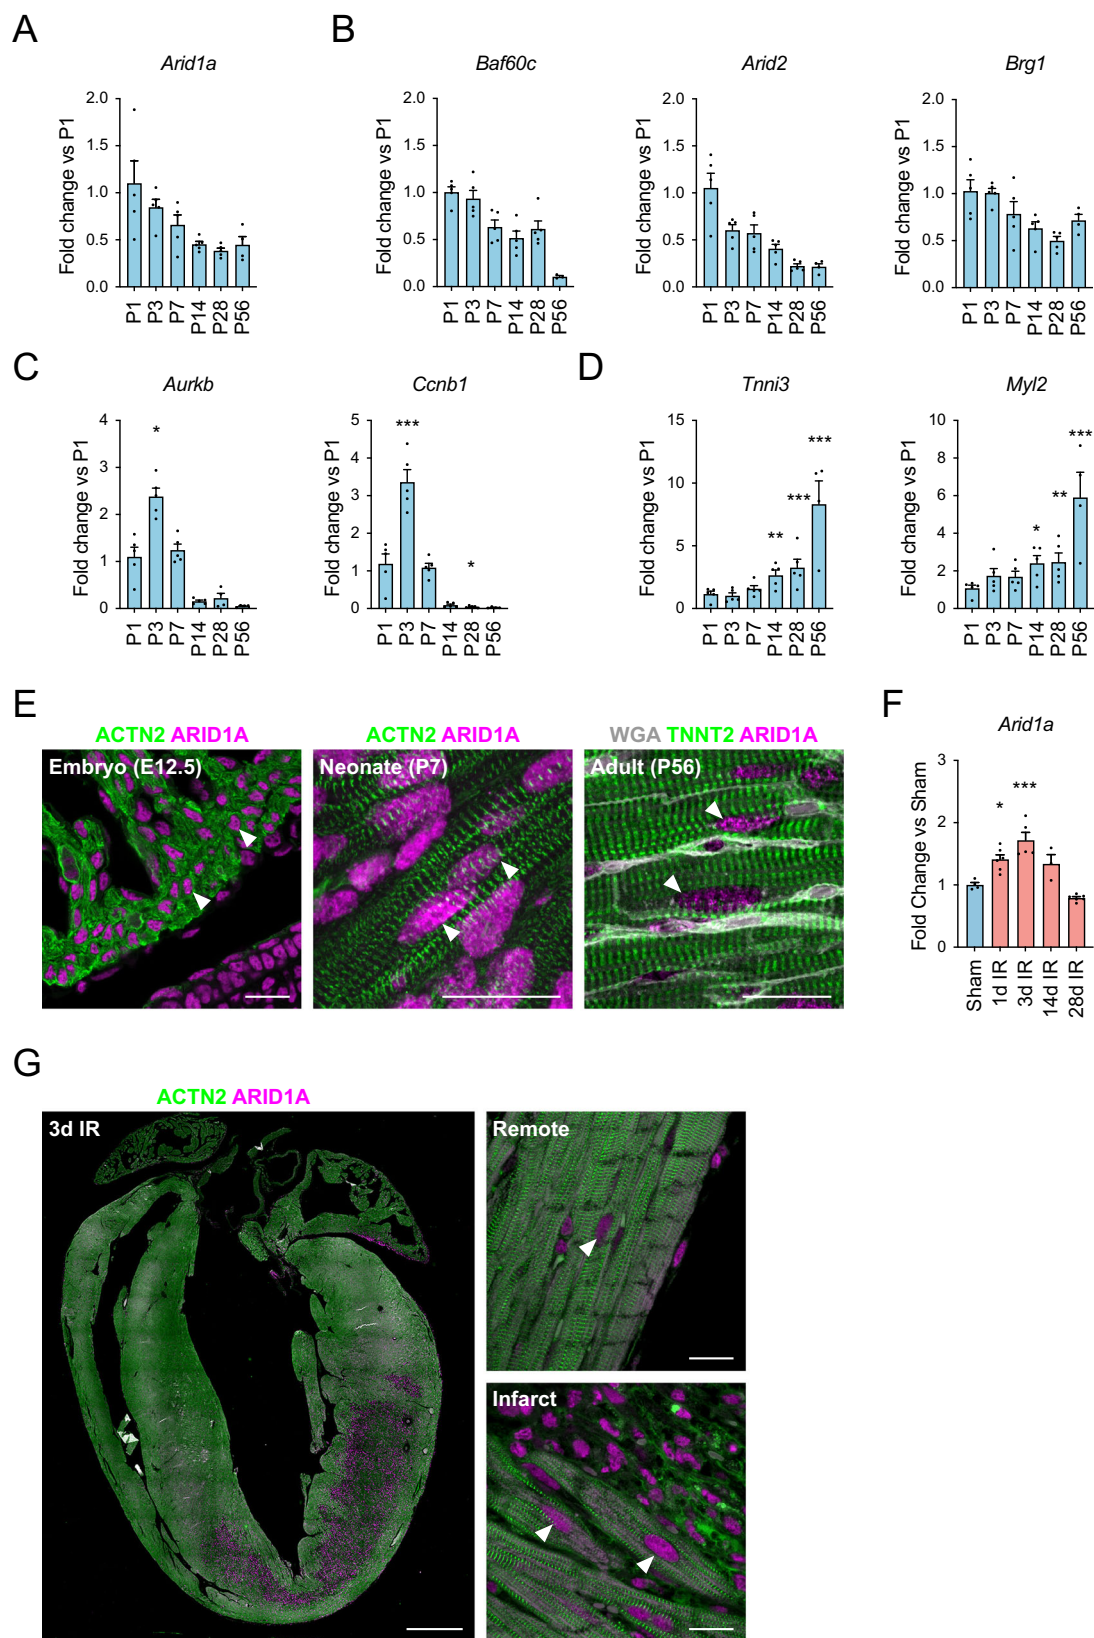 A
B
Arid1a
Baf60c
Arid2
Brg1
Fold change vs P1
2.0
1.5
1.0
0.5
0.0
P1
P3
P7
P14
P28
P56
Fold change vs P1
2.0
1.5
1.0
0.5
0.0
P1
P3
P7
P14
P28
P56
Fold change vs P1
2.0
1.5
1.0
0.5
0.0
P1
P3
P7
P14
P28
P56
Fold change vs P1
2.0
1.5
1.0
0.5
0.0
P1
P3
P7
P14
P28
P56
C
D
Aurkb
Ccnb1
Tnni3
Myl2
Fold change vs P1
4
3
2
1
0
*
P1
P3
P7
P14
P28
P56
Fold change vs P1
5
4
3
2
1
0
***
*
P1
P3
P7
P14
P28
P56
Fold change vs P1
15
10
5
0
**
***
***
P1
P3
P7
P14
P28
P56
Fold change vs P1
10
8
6
4
2
0
*
**
***
P1
P3
P7
P14
P28
P56
E
ACTN2 ARID1A
Embryo (E12.5)
ACTN2 ARID1A
Neonate (P7)
WGA TNNT2 ARID1A
Adult (P56)
F
Arid1a
Fold Change vs Sham
3
2
1
0
*
***
Sham
1d IR
3d IR
14d IR
28d IR
G
ACTN2 ARID1A
3d IR
Remote
Infarct